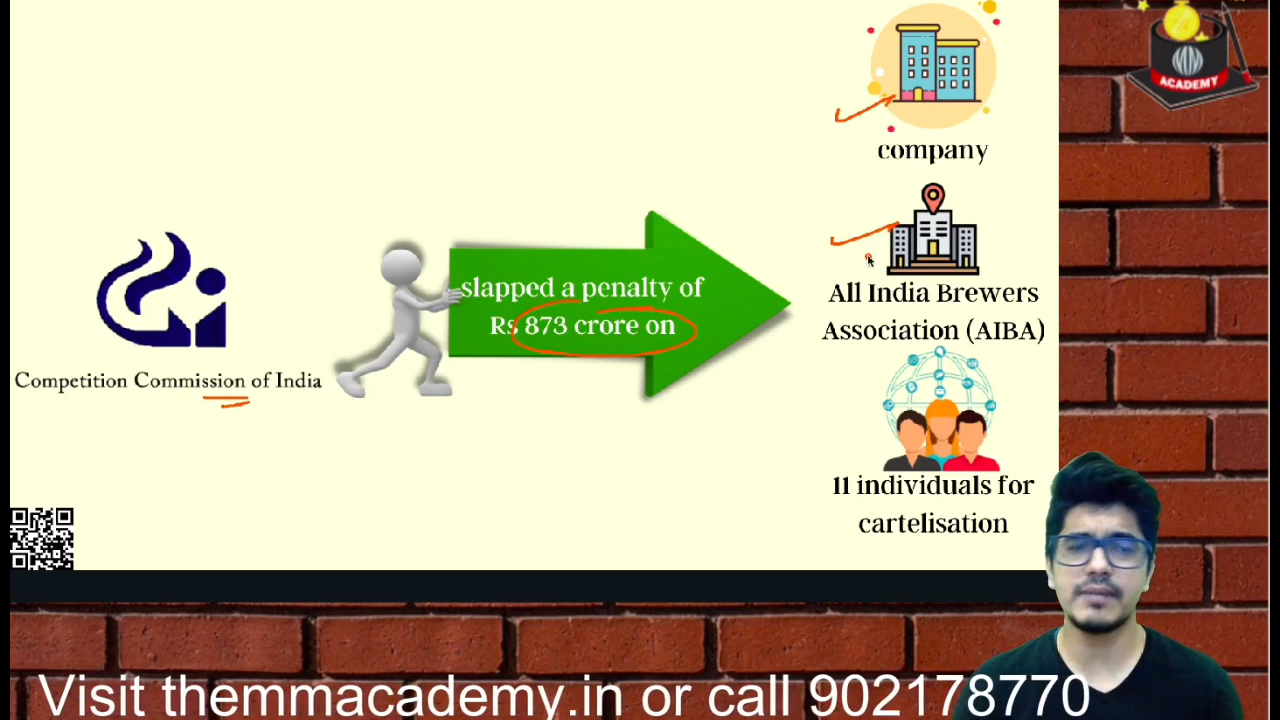 ACADEMY
company
slapped a penalty of
Rs 873 crore on
All India Brewers
Association (AIBA)
Competition Commission of India
11 individuals for
cartelisation
Visit themmacademy.in or call 902178770